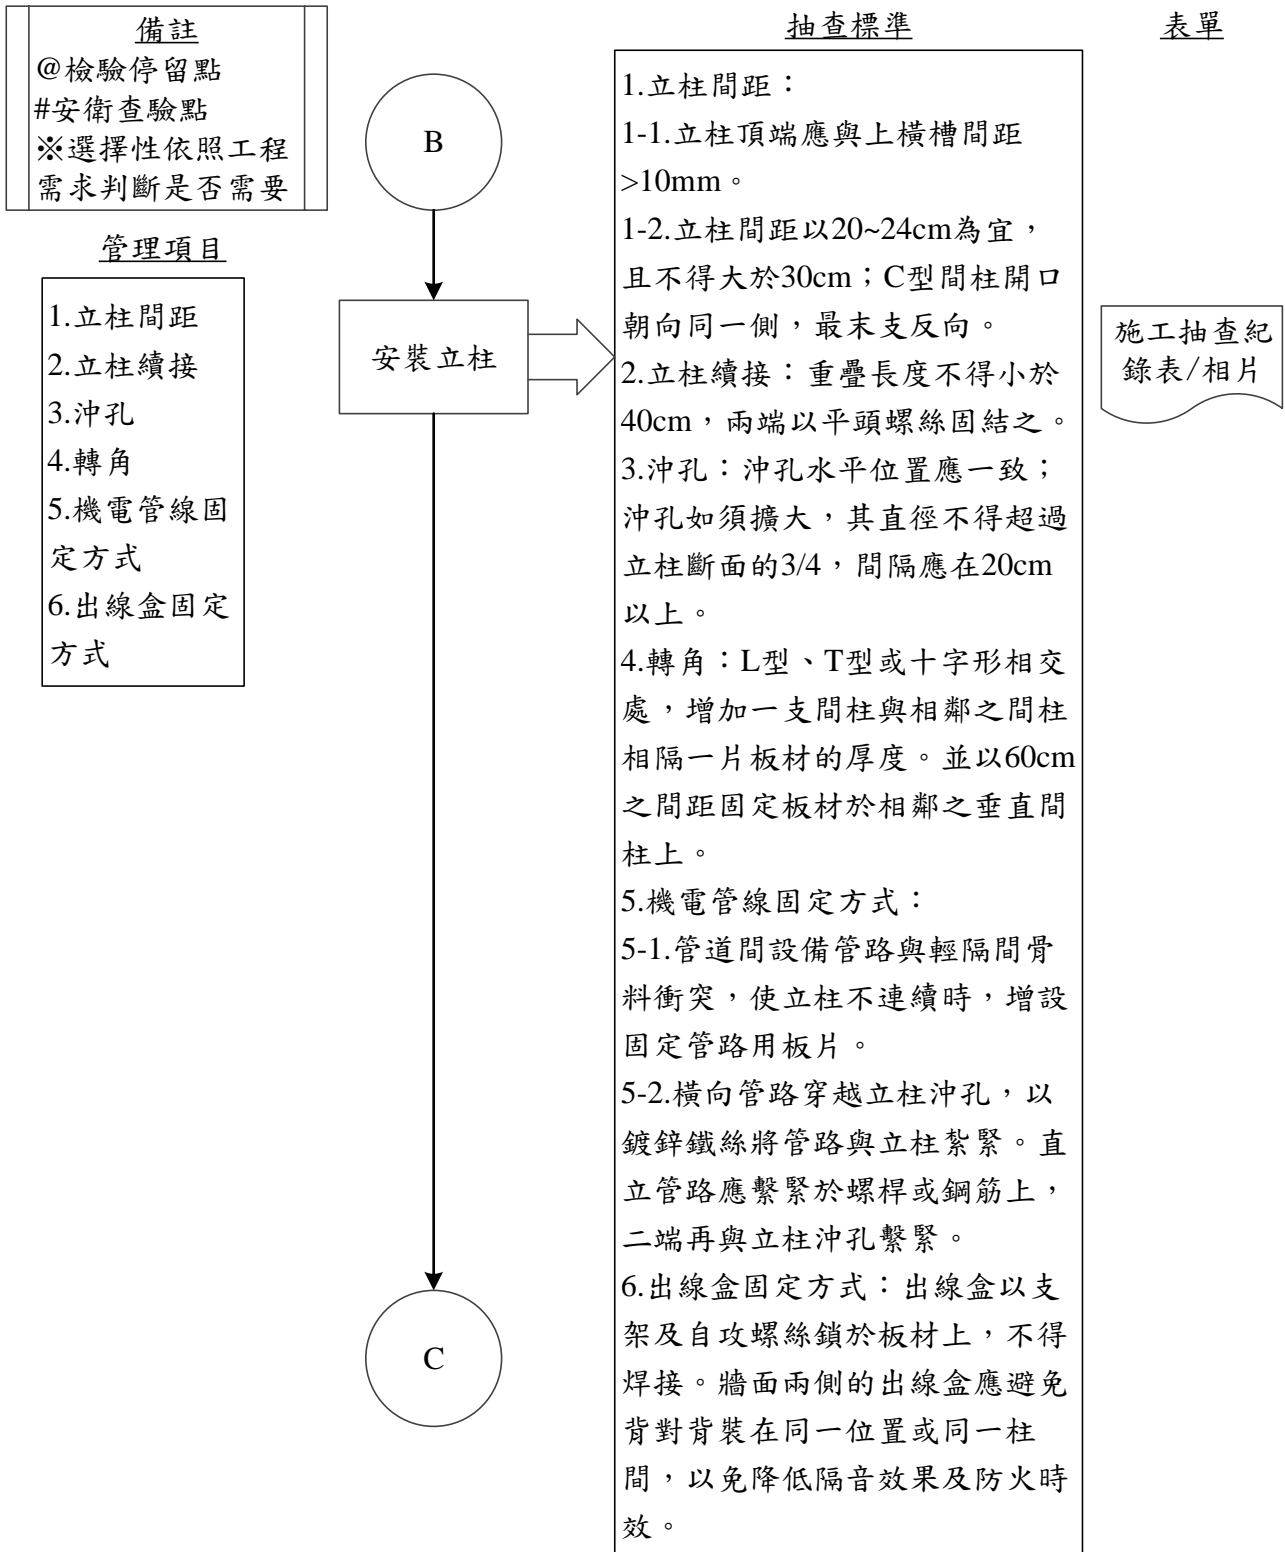 備註
@檢驗停留點
#安衛查驗點
※選擇性依照工程
需求判斷是否需要
管理項目
1.立柱間距
2.立柱續接
3.沖孔
4.轉角
5.機電管線固
定方式
6.出線盒固定
方式
B
安裝立柱
C
抽查標準
1.立柱間距：
1-1.立柱頂端應與上橫槽間距
>10mm。
1-2.立柱間距以20~24cm為宜，
且不得大於30cm；C型間柱開口
朝向同一側，最末支反向。
2.立柱續接：重疊長度不得小於
40cm，兩端以平頭螺絲固結之。
3.沖孔：沖孔水平位置應一致；
沖孔如須擴大，其直徑不得超過
立柱斷面的3/4，間隔應在20cm
以上。
4.轉角：L型、T型或十字形相交
處，增加一支間柱與相鄰之間柱
相隔一片板材的厚度。並以60cm
之間距固定板材於相鄰之垂直間
柱上。
5.機電管線固定方式：
5-1.管道間設備管路與輕隔間骨
料衝突，使立柱不連續時，增設
固定管路用板片。
5-2.橫向管路穿越立柱沖孔，以
鍍鋅鐵絲將管路與立柱紮緊。直
立管路應繫緊於螺桿或鋼筋上，
二端再與立柱沖孔繫緊。
6.出線盒固定方式：出線盒以支
架及自攻螺絲鎖於板材上，不得
焊接。牆面兩側的出線盒應避免
背對背裝在同一位置或同一柱
間，以免降低隔音效果及防火時
效。
表單
施工抽查紀
錄表/相片